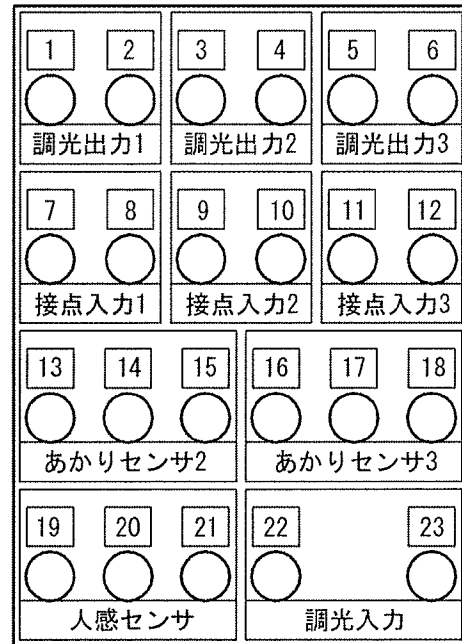 1 2 3 4 5 6
調光出力1 調光出力2 調光出力3
7 8 9 10 11 12
接点入力1 接点入力2 接点入力3
13 14 15 16 17 18
あかりセンサ2 あかりセンサ3
19 20 21 22 23
人感センサ 調光入力